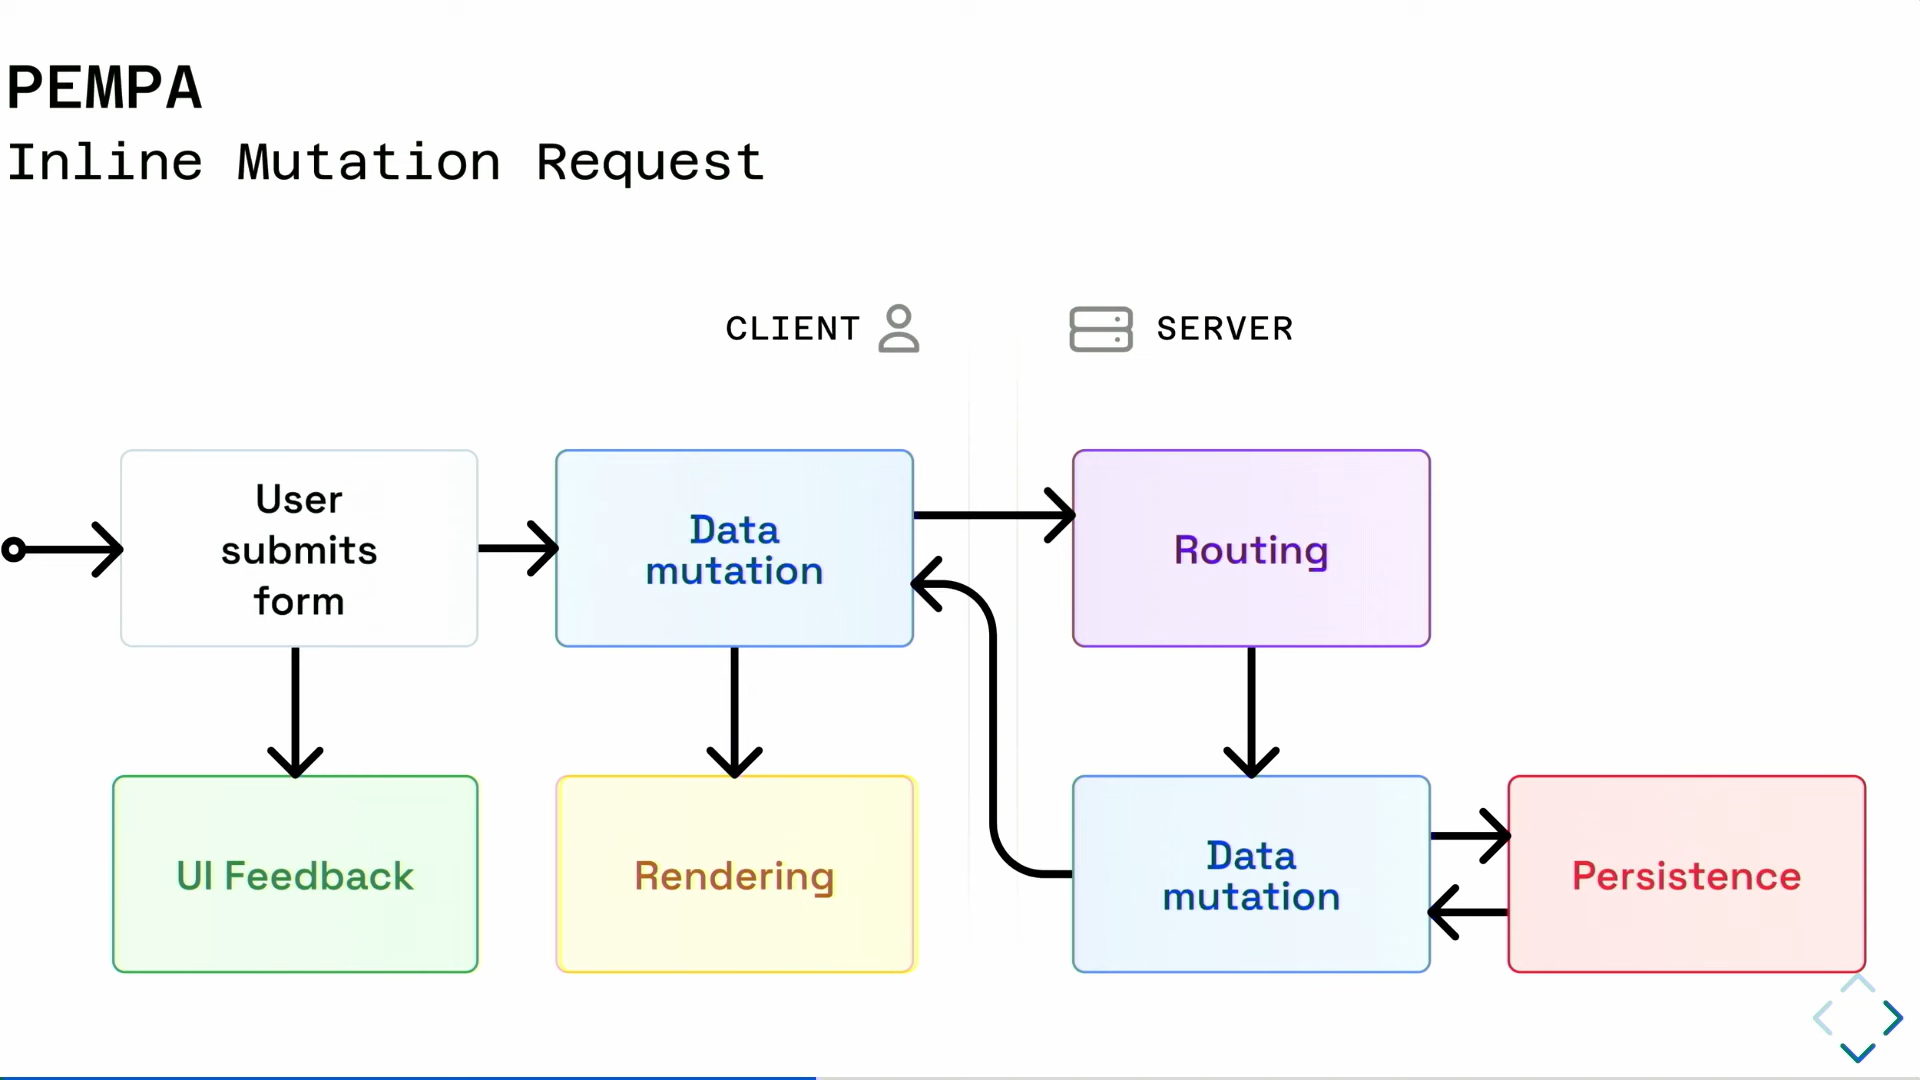 PEMPA
Inline Mutation Request
CLIENT
SERVER
User
submits
form
Data
mutation
Routing
UI Feedback
Rendering
Data
mutation
Persistence